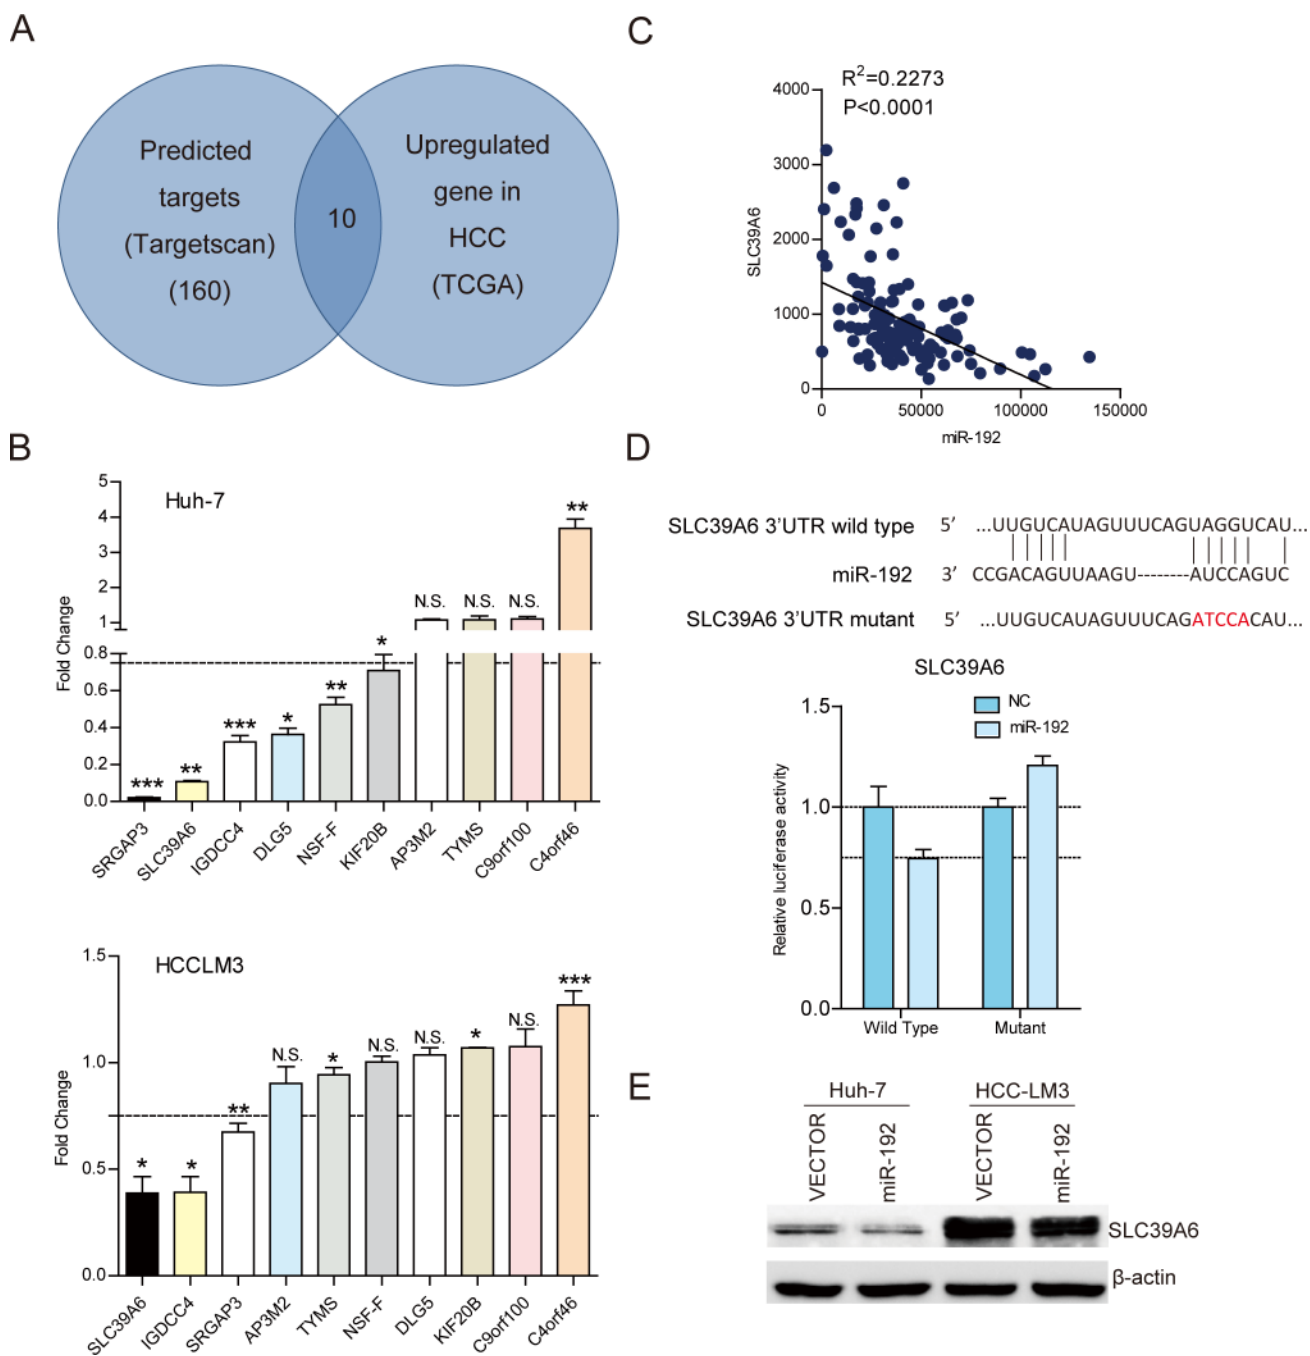 A
Predicted
targets
(Targetscan)
(160)
10
Upregulated
gene in
HCC
(TCGA)
B
Huh-7
Fold Change
5
4
3
2
1
0.8
0.6
0.4
0.2
0.0
***
**
***
*
**
*
N.S.
N.S.
N.S.
**
SRGAP3
SLC39A6
IGDCC4
DLG5
NSF-F
KIF20B
AP3M2
TYMS
C9orf100
C4orf46
HCCLM3
Fold Change
1.5
1.0
0.5
0.0
*
*
**
N.S.
*
N.S.
N.S.
*
N.S.
***
SLC39A6
IGDCC4
SRGAP3
AP3M2
TYMS
NSF-F
DLG5
KIF20B
C9orf100
C4orf46
C
R²=0.2273
P<0.0001
SLC39A6
4000
3000
2000
1000
0
0
50000
100000
150000
miR-192
D
SLC39A6 3'UTR wild type 5' ...UUGUCAUAGUUUCAGUAGGUCAU...
miR-192 3' CCGACAGUUAAGU--------AUCCAGUC
SLC39A6 3'UTR mutant 5' ...UUGUCAUAGUUUCAGATCCACAU...
SLC39A6
NC
miR-192
Relative luciferase activity
1.5
1.0
0.5
0.0
Wild Type
Mutant
E
Huh-7
HCC-LM3
VECTOR
miR-192
VECTOR
miR-192
SLC39A6
β-actin